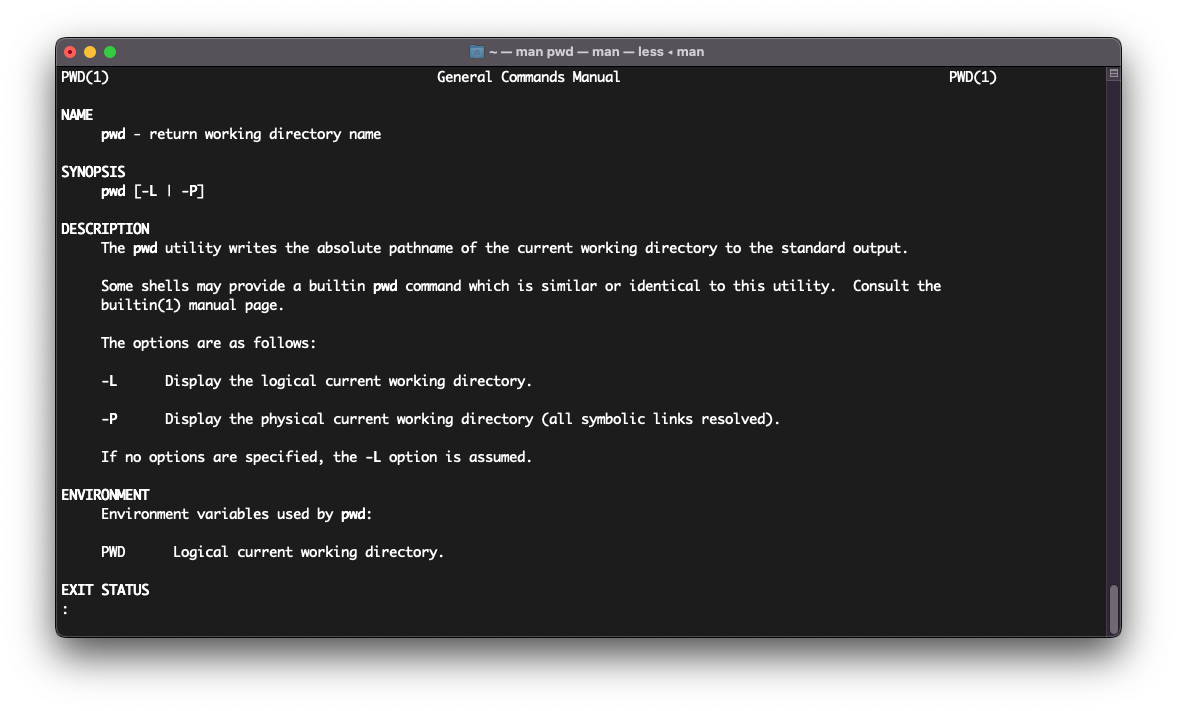 ~ — man pwd — man — less ◂ man
PWD(1) General Commands Manual PWD(1)
NAME
pwd - return working directory name
SYNOPSIS
pwd [-L | -P]
DESCRIPTION
The pwd utility writes the absolute pathname of the current working directory to the standard output.
Some shells may provide a builtin pwd command which is similar or identical to this utility.  Consult the
builtin(1) manual page.
The options are as follows:
-L Display the logical current working directory.
-P Display the physical current working directory (all symbolic links resolved).
If no options are specified, the -L option is assumed.
ENVIRONMENT
Environment variables used by pwd:
PWD Logical current working directory.
EXIT STATUS
: